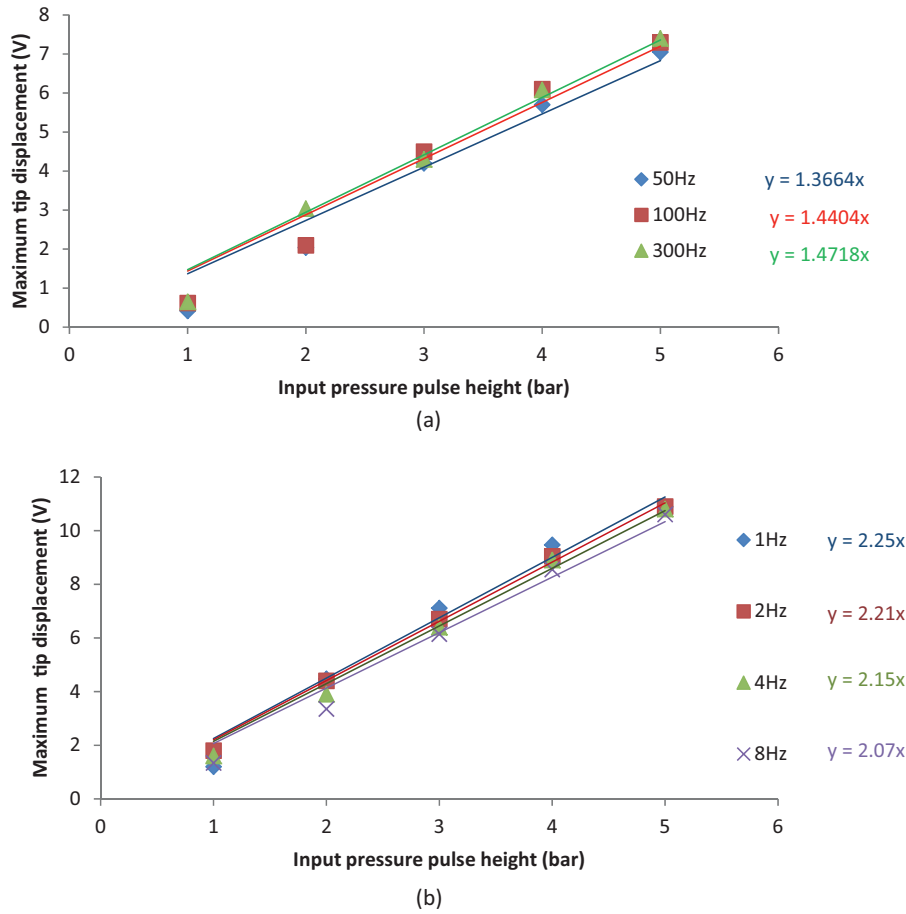 8
7
6
5
4
3
2
1
0
0 1 2 3 4 5 6
Maximum tip displacement (V)
Input pressure pulse height (bar)
50Hz y = 1.3664x
100Hz y = 1.4404x
300Hz y = 1.4718x
(a)
12
10
8
6
4
2
0
0 1 2 3 4 5 6
Maximum tip displacement (V)
Input pressure pulse height (bar)
1Hz y = 2.25x
2Hz y = 2.21x
4Hz y = 2.15x
8Hz y = 2.07x
(b)